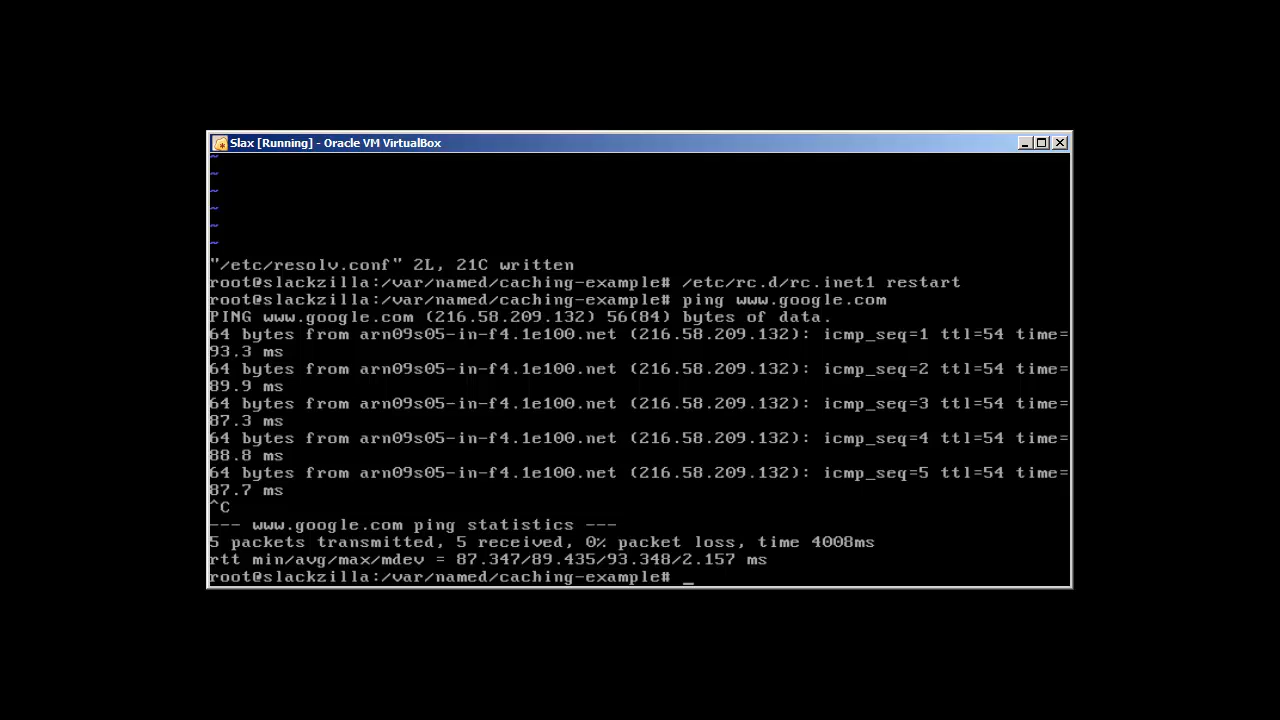 Slax [Running] - Oracle VM VirtualBox
~
~
~
~
~
~
"/etc/resolv.conf" 2L, 21C written
root@slackzilla:/var/named/caching-example# /etc/rc.d/rc.inet1 restart
root@slackzilla:/var/named/caching-example# ping www.google.com
PING www.google.com (216.58.209.132) 56(84) bytes of data.
64 bytes from arn09s05-in-f4.1e100.net (216.58.209.132): icmp_seq=1 ttl=54 time=
93.3 ms
64 bytes from arn09s05-in-f4.1e100.net (216.58.209.132): icmp_seq=2 ttl=54 time=
89.9 ms
64 bytes from arn09s05-in-f4.1e100.net (216.58.209.132): icmp_seq=3 ttl=54 time=
87.3 ms
64 bytes from arn09s05-in-f4.1e100.net (216.58.209.132): icmp_seq=4 ttl=54 time=
88.8 ms
64 bytes from arn09s05-in-f4.1e100.net (216.58.209.132): icmp_seq=5 ttl=54 time=
87.7 ms
^C
--- www.google.com ping statistics ---
5 packets transmitted, 5 received, 0% packet loss, time 4008ms
rtt min/avg/max/mdev = 87.347/89.435/93.348/2.157 ms
root@slackzilla:/var/named/caching-example# _